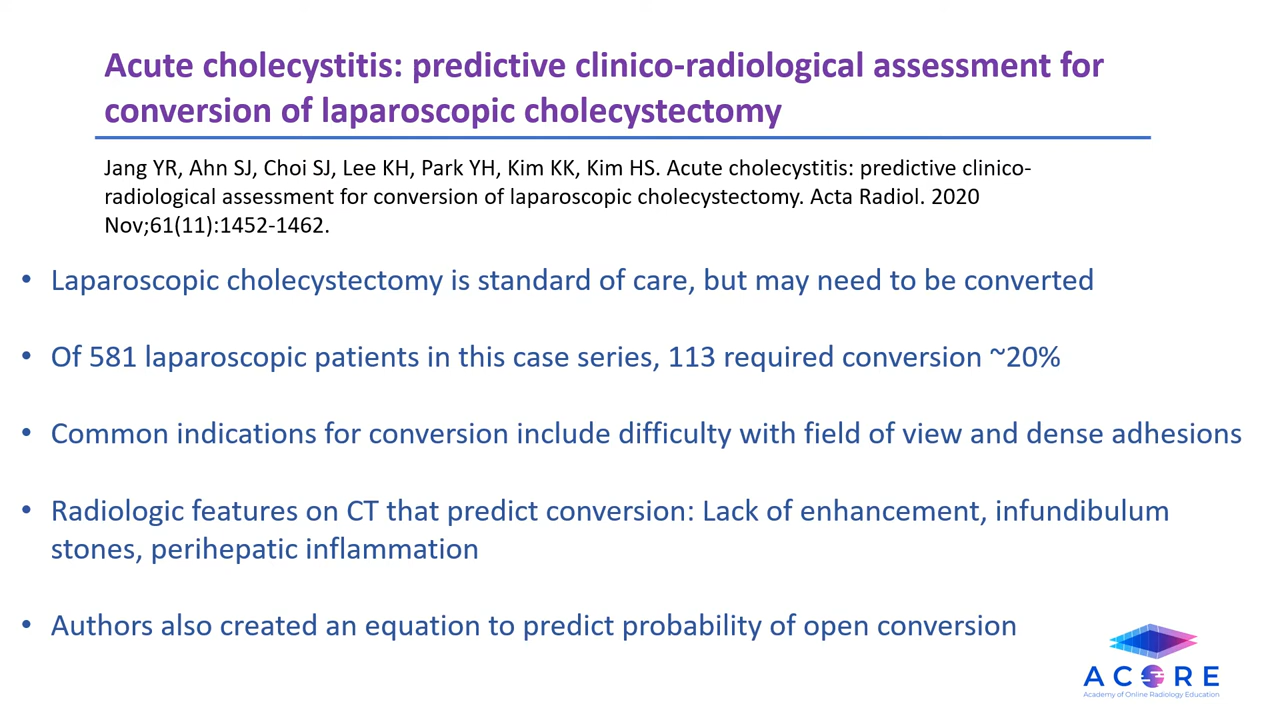 Acute cholecystitis: predictive clinico-radiological assessment for
conversion of laparoscopic cholecystectomy
Jang YR, Ahn SJ, Choi SJ, Lee KH, Park YH, Kim KK, Kim HS. Acute cholecystitis: predictive clinico-
radiological assessment for conversion of laparoscopic cholecystectomy. Acta Radiol. 2020
Nov;61(11):1452-1462.
• Laparoscopic cholecystectomy is standard of care, but may need to be converted
• Of 581 laparoscopic patients in this case series, 113 required conversion ~20%
• Common indications for conversion include difficulty with field of view and dense adhesions
• Radiologic features on CT that predict conversion: Lack of enhancement, infundibulum
stones, perihepatic inflammation
• Authors also created an equation to predict probability of open conversion
ACORE
Academy of Online Radiology Education